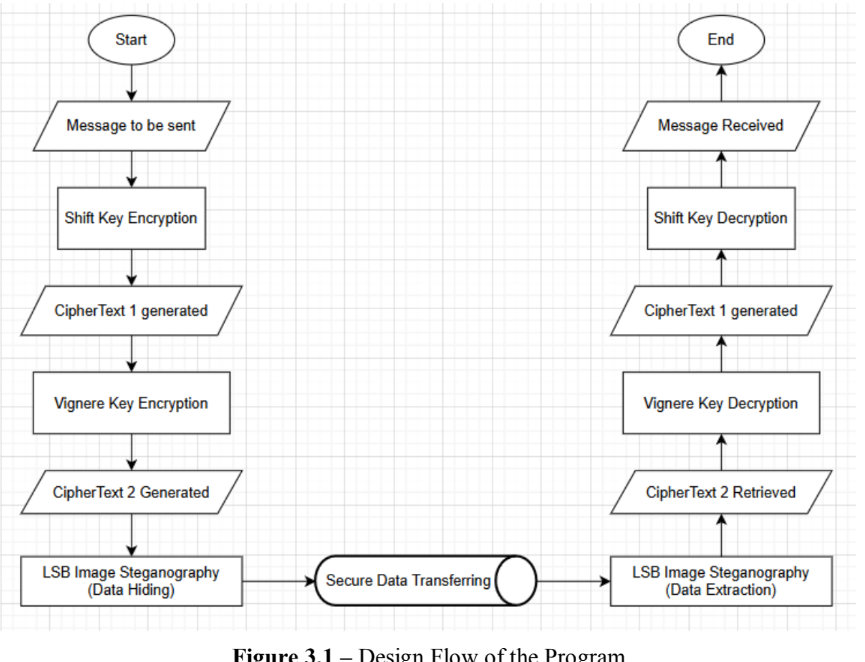 Start
Message to be sent
Shift Key Encryption
CipherText 1 generated
Vignere Key Encryption
CipherText 2 Generated
LSB Image Steganography
(Data Hiding)
Secure Data Transferring
LSB Image Steganography
(Data Extraction)
CipherText 2 Retrieved
Vignere Key Decryption
CipherText 1 generated
Shift Key Decryption
Message Received
End
Figure 3.1 – Design Flow of the Program